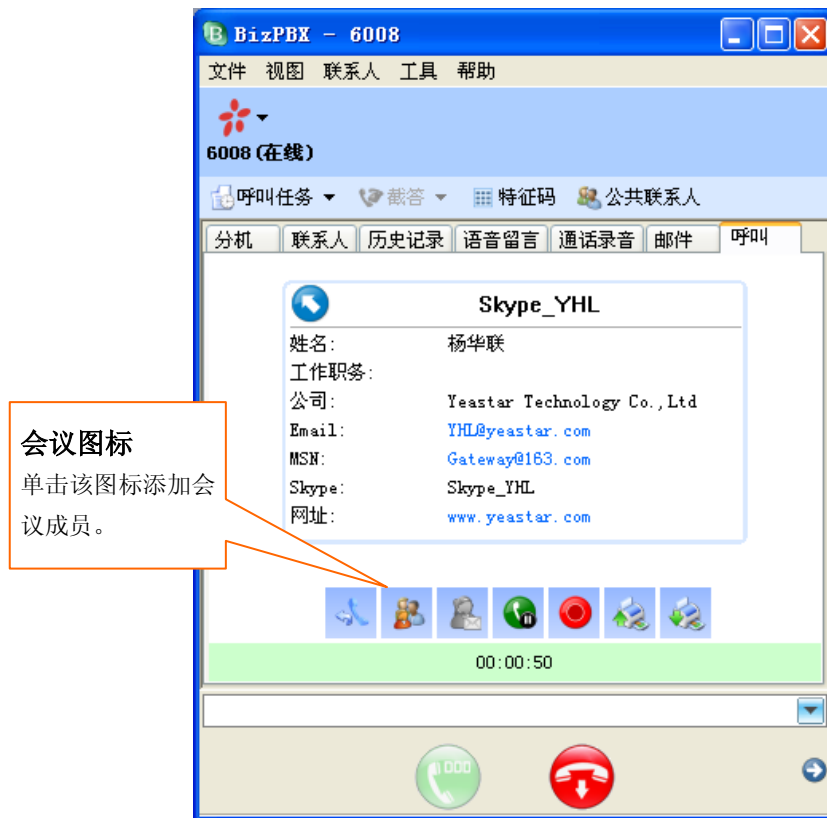 BizPBX - 6008
文件 视图 联系人 工具 帮助
6008 (在线)
呼叫任务 截答 特征码 公共联系人
分机 联系人 历史记录 语音留言 通话录音 邮件 呼叫
Skype_YHL
姓名: 杨华联
工作职务:
公司: Yeastar Technology Co.,Ltd
Email: YHL@yeastar.com
MSN: Gateway@163.com
Skype: Skype_YHL
网址: www.yeastar.com
会议图标
单击该图标添加会
议成员。
00:00:50
DDD